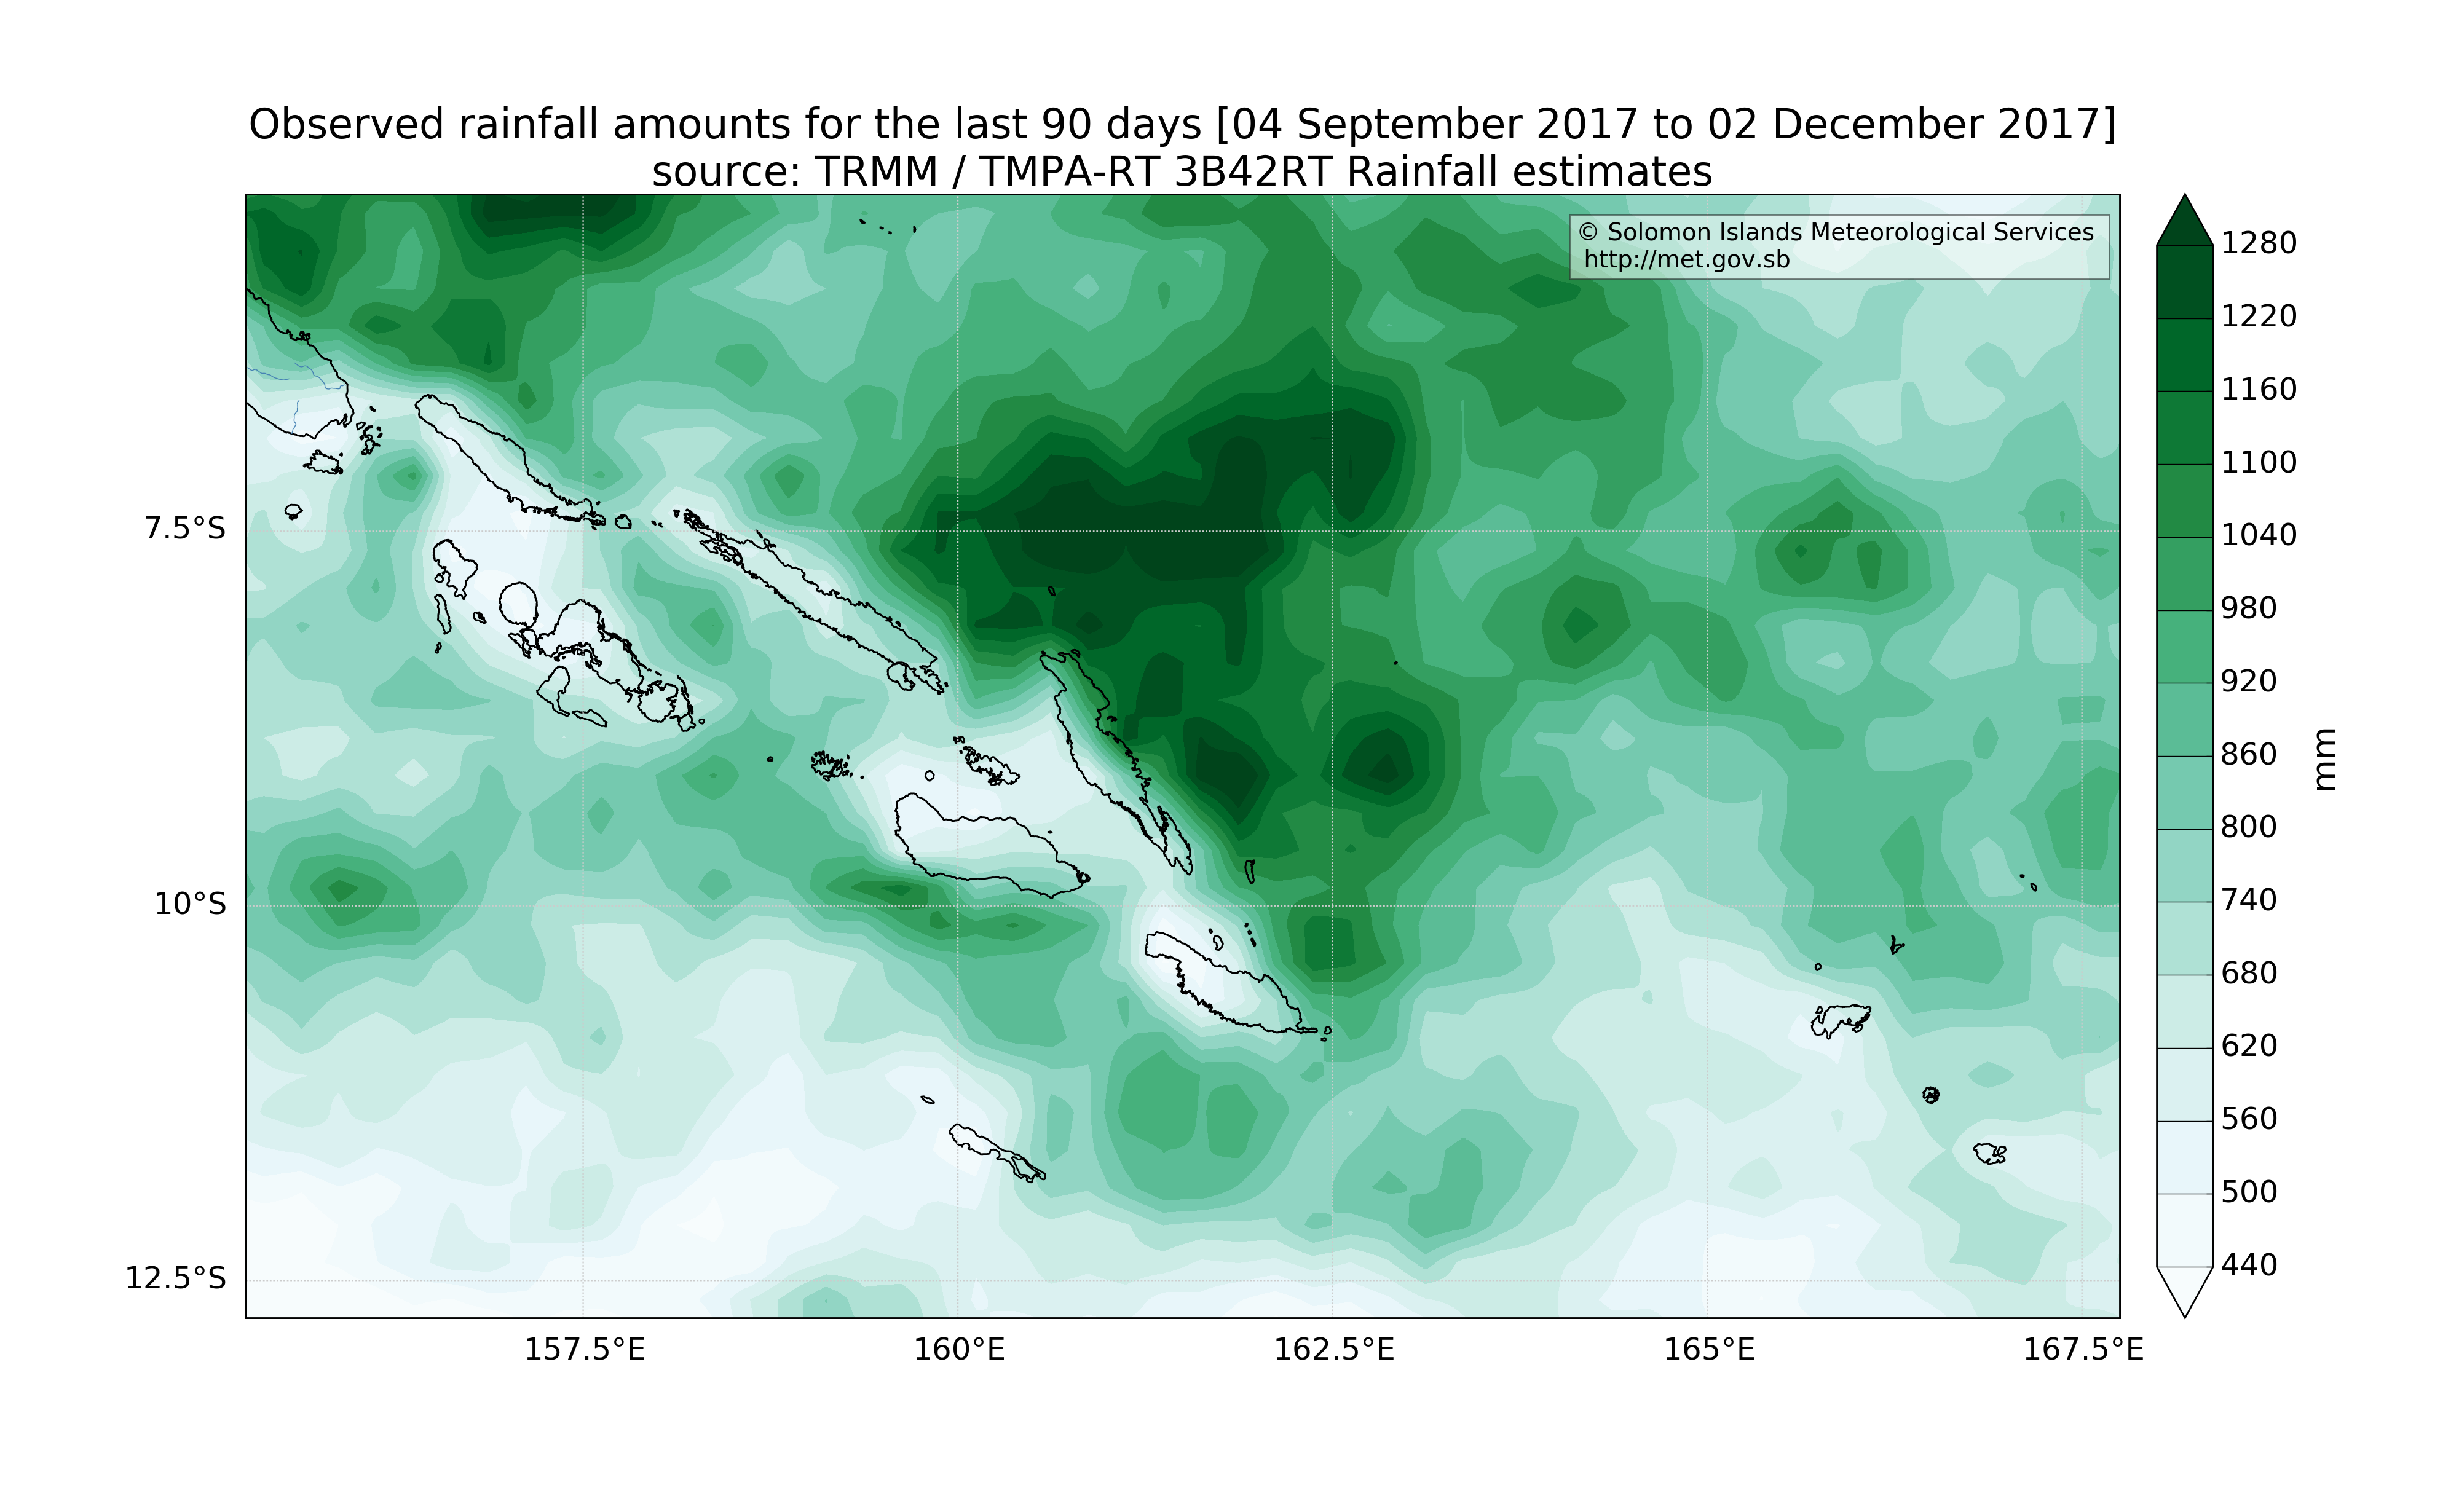 Observed rainfall amounts for the last 90 days [04 September 2017 to 02 December 2017]
source: TRMM / TMPA-RT 3B42RT Rainfall estimates
© Solomon Islands Meteorological Services
http://met.gov.sb
7.5°S
10°S
12.5°S
157.5°E
160°E
162.5°E
165°E
167.5°E
1280
1220
1160
1100
1040
980
920
860
800
740
680
620
560
500
440
mm